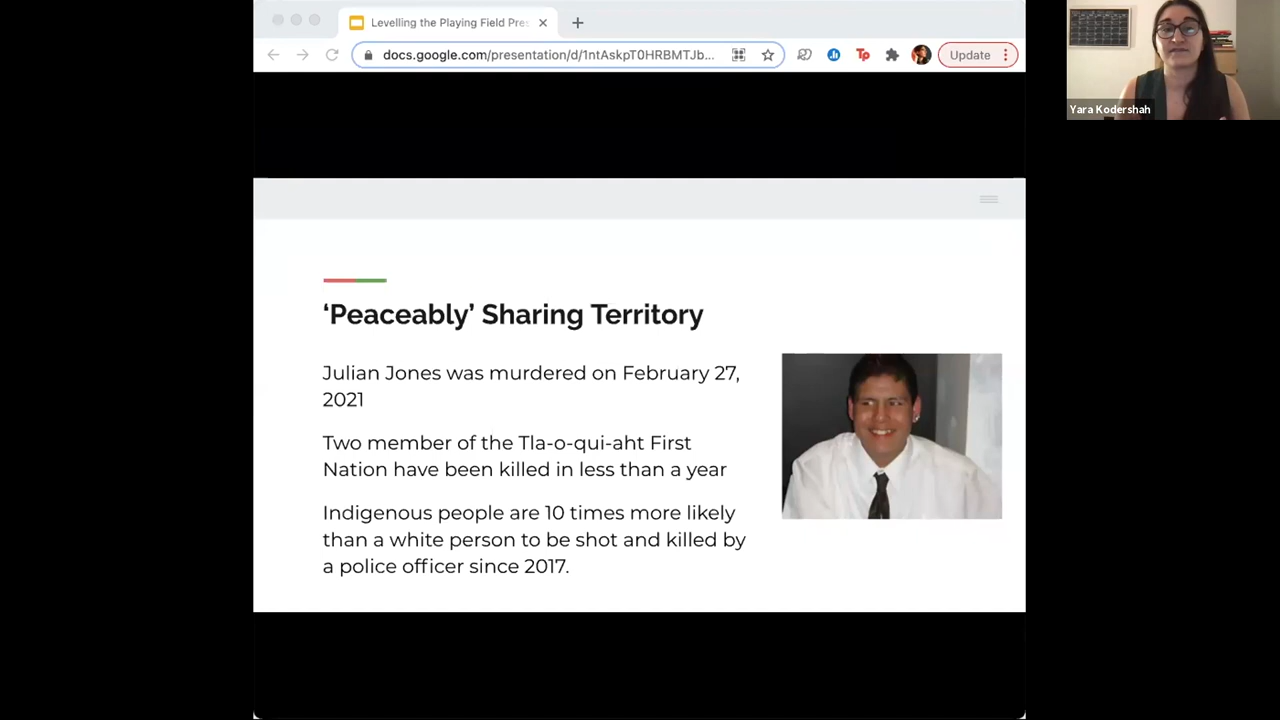 Levelling the Playing Field Pres
docs.google.com/presentation/d/1ntAskpT0HRBMTJb...
Tp
Update
Yara Kodershah
‘Peaceably’ Sharing Territory
Julian Jones was murdered on February 27,
2021
Two member of the Tla-o-qui-aht First
Nation have been killed in less than a year
Indigenous people are 10 times more likely
than a white person to be shot and killed by
a police officer since 2017.